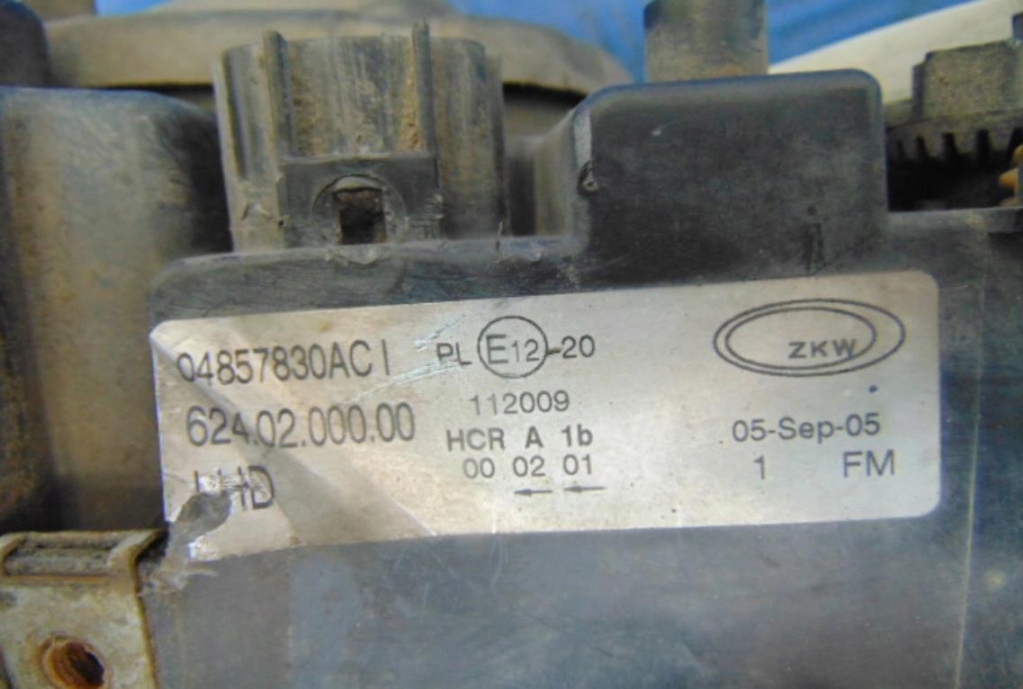 04857830AC I
624.02.000.00
LHD
PL E12-20
112009
HCR A 1b
00 02 01
ZKW
05-Sep-05
1 FM